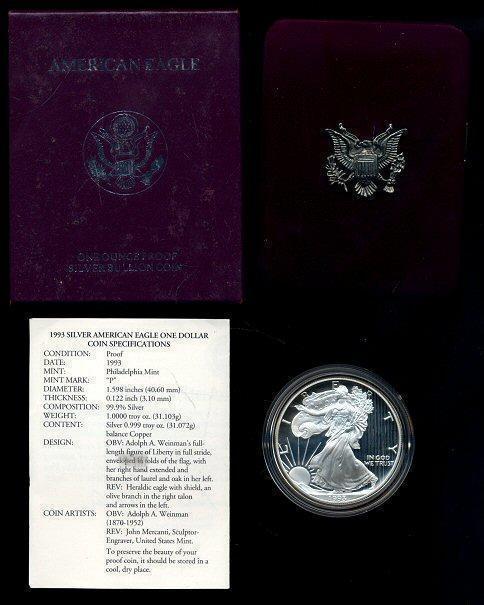 AMERICAN EAGLE
ONE OUNCE PROOF
SILVER BULLION COIN
1993 SILVER AMERICAN EAGLE ONE DOLLAR
COIN SPECIFICATIONS
CONDITION: Proof
DATE: 1993
MINT: Philadelphia Mint
MINT MARK: "P"
DIAMETER: 1.598 inches (40.60 mm)
THICKNESS: 0.122 inch (3.10 mm)
COMPOSITION: 99.9% Silver
WEIGHT: 1.0000 troy oz. (31.103g)
CONTENT: Silver 0.999 troy oz. (31.072g)
balance Copper
DESIGN: OBV: Adolph A. Weinman's full-
length figure of Liberty in full stride,
enveloped in folds of the flag, with
her right hand extended and
branches of laurel and oak in her left.
REV: Heraldic eagle with shield, an
olive branch in the right talon
and arrows in the left.
COIN ARTISTS: OBV: Adolph A. Weinman
(1870-1952)
REV: John Mercanti, Sculptor-
Engraver, United States Mint.
To preserve the beauty of your
proof coin, it should be stored in a
cool, dry place.
LIBERTY
IN GOD
WE TRUST
1993